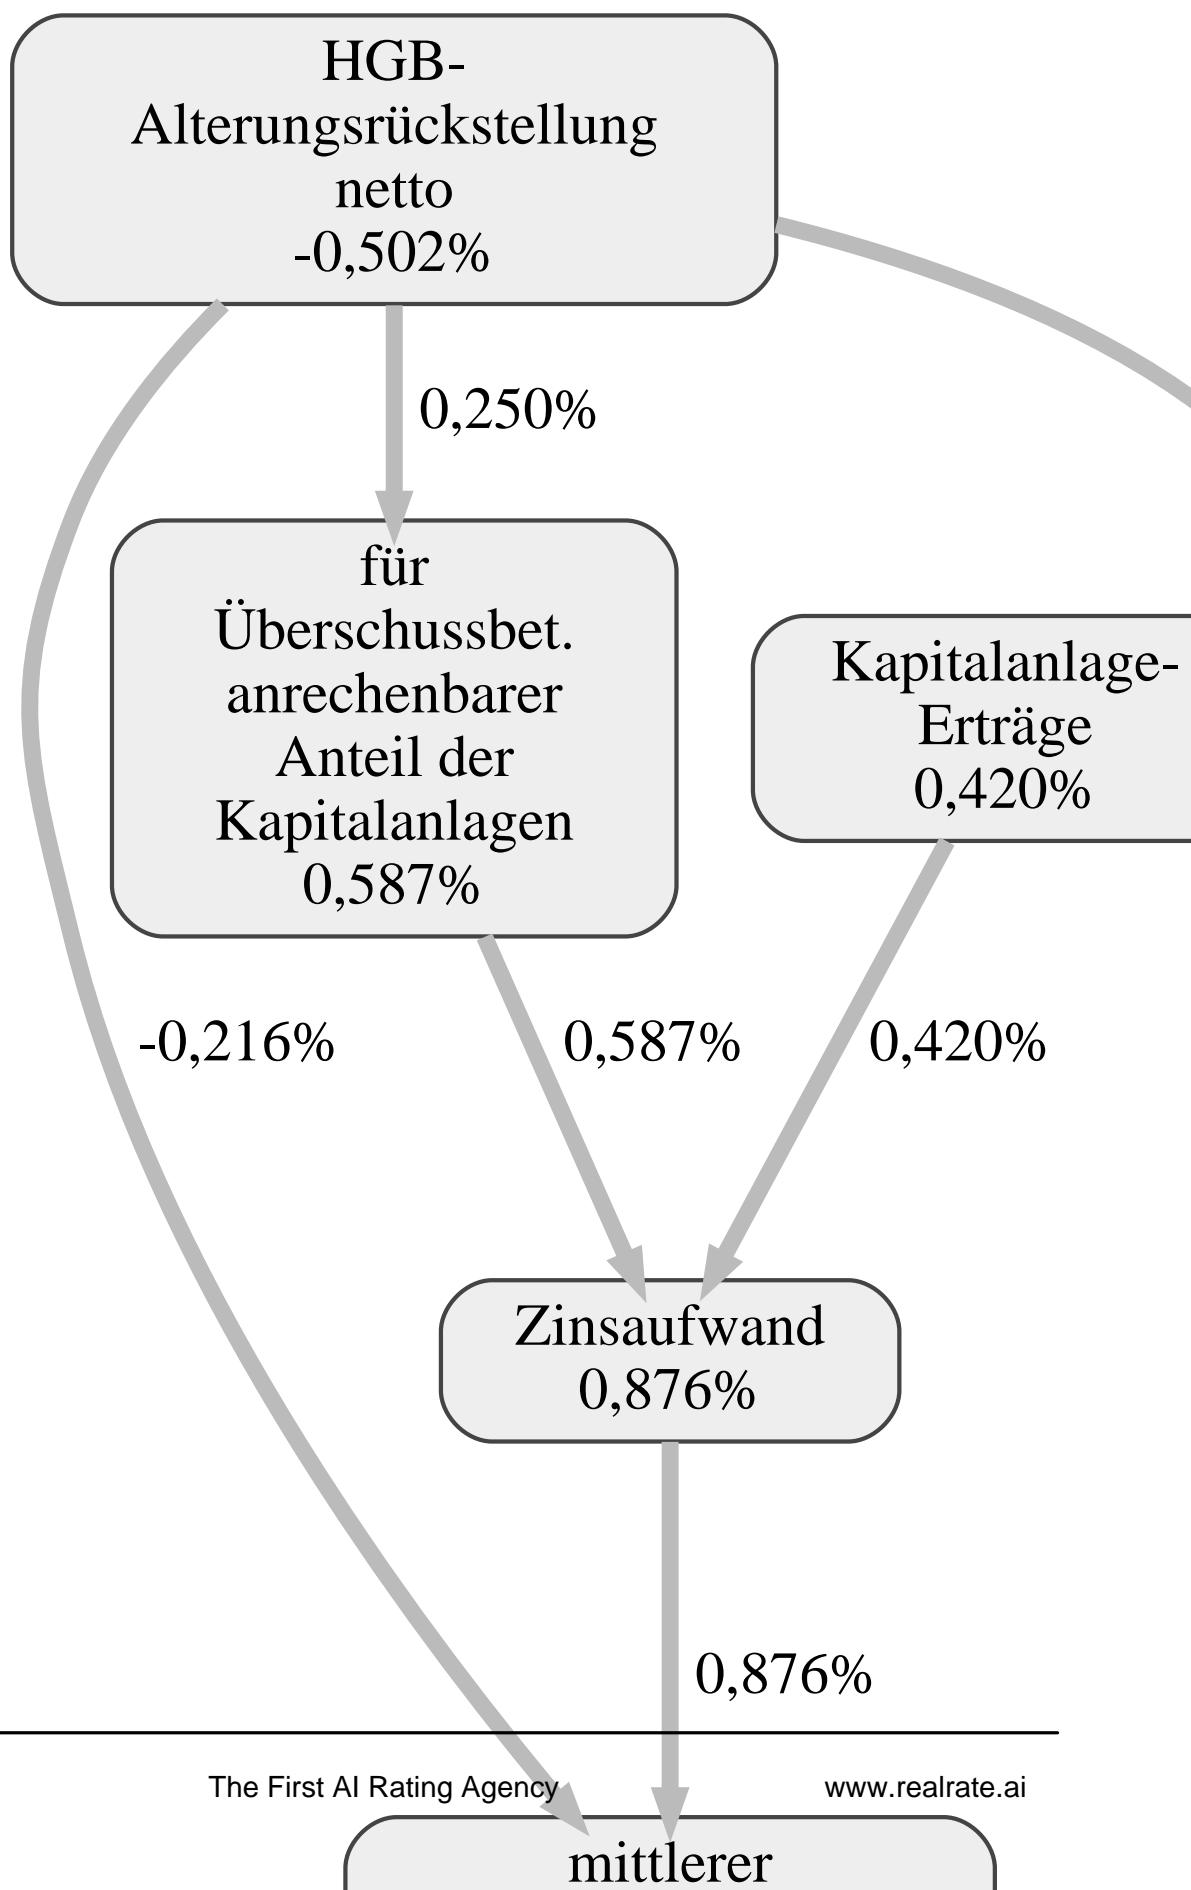 HGB-
Alterungsrückstellung
netto
-0,502%
0,250%
für
Überschussbet.
anrechenbarer
Anteil der
Kapitalanlagen
0,587%
Kapitalanlage-
Erträge
0,420%
-0,216%
0,587%
0,420%
Zinsaufwand
0,876%
0,876%
The First AI Rating Agency
www.realrate.ai
mittlerer